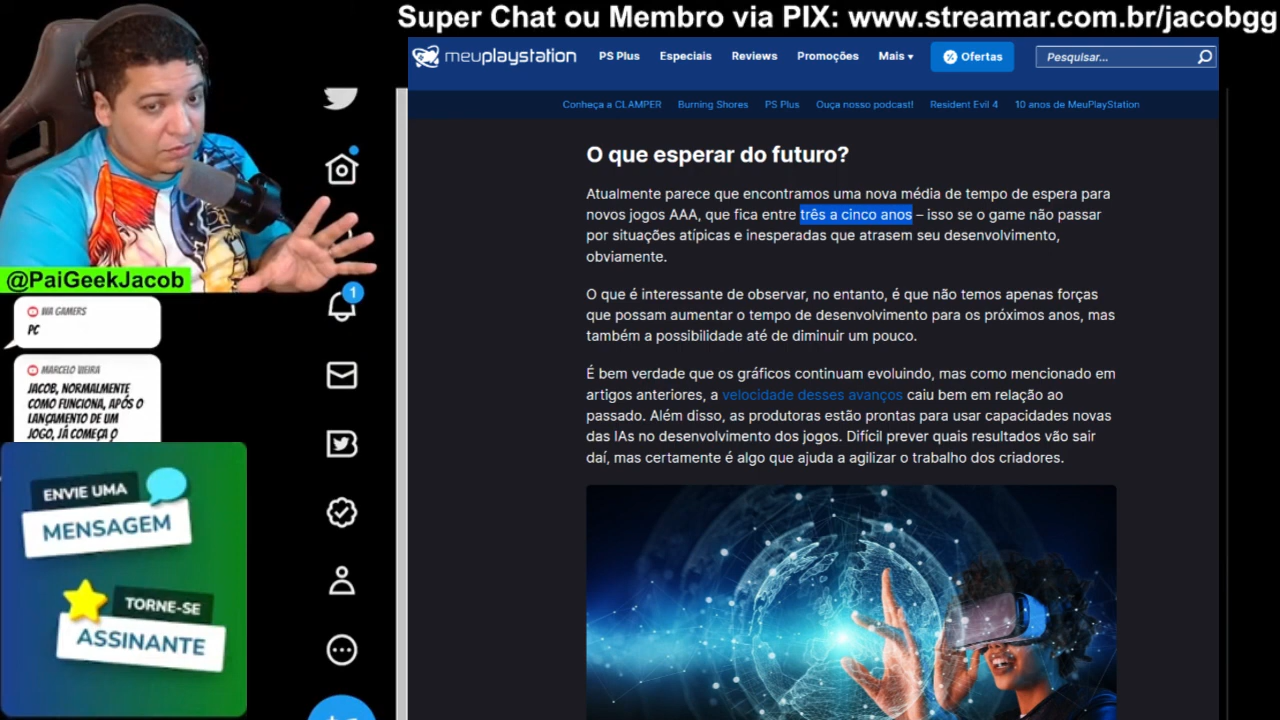 Super Chat ou Membro via PIX: www.streamar.com.br/jacobgg
meuplaystation
PS Plus
Especiais
Reviews
Promoções
Mais
Ofertas
Pesquisar...
Conheça a CLAMPER
Burning Shores
PS Plus
Ouça nosso podcast!
Resident Evil 4
10 anos de MeuPlayStation
@PaiGeekJacob
1
WA GAMERS
PC
MARCELO VIEIRA
JACOB, NORMALMENTE
COMO FUNCIONA, APÓS O
LANÇAMENTO DE UM
JOGO, JÁ COMEÇA O
ENVIE UMA
MENSAGEM
TORNE-SE
ASSINANTE
O que esperar do futuro?
Atualmente parece que encontramos uma nova média de tempo de espera para
novos jogos AAA, que fica entre três a cinco anos – isso se o game não passar
por situações atípicas e inesperadas que atrasem seu desenvolvimento,
obviamente.
O que é interessante de observar, no entanto, é que não temos apenas forças
que possam aumentar o tempo de desenvolvimento para os próximos anos, mas
também a possibilidade até de diminuir um pouco.
É bem verdade que os gráficos continuam evoluindo, mas como mencionado em
artigos anteriores, a velocidade desses avanços caiu bem em relação ao
passado. Além disso, as produtoras estão prontas para usar capacidades novas
das IAs no desenvolvimento dos jogos. Difícil prever quais resultados vão sair
daí, mas certamente é algo que ajuda a agilizar o trabalho dos criadores.